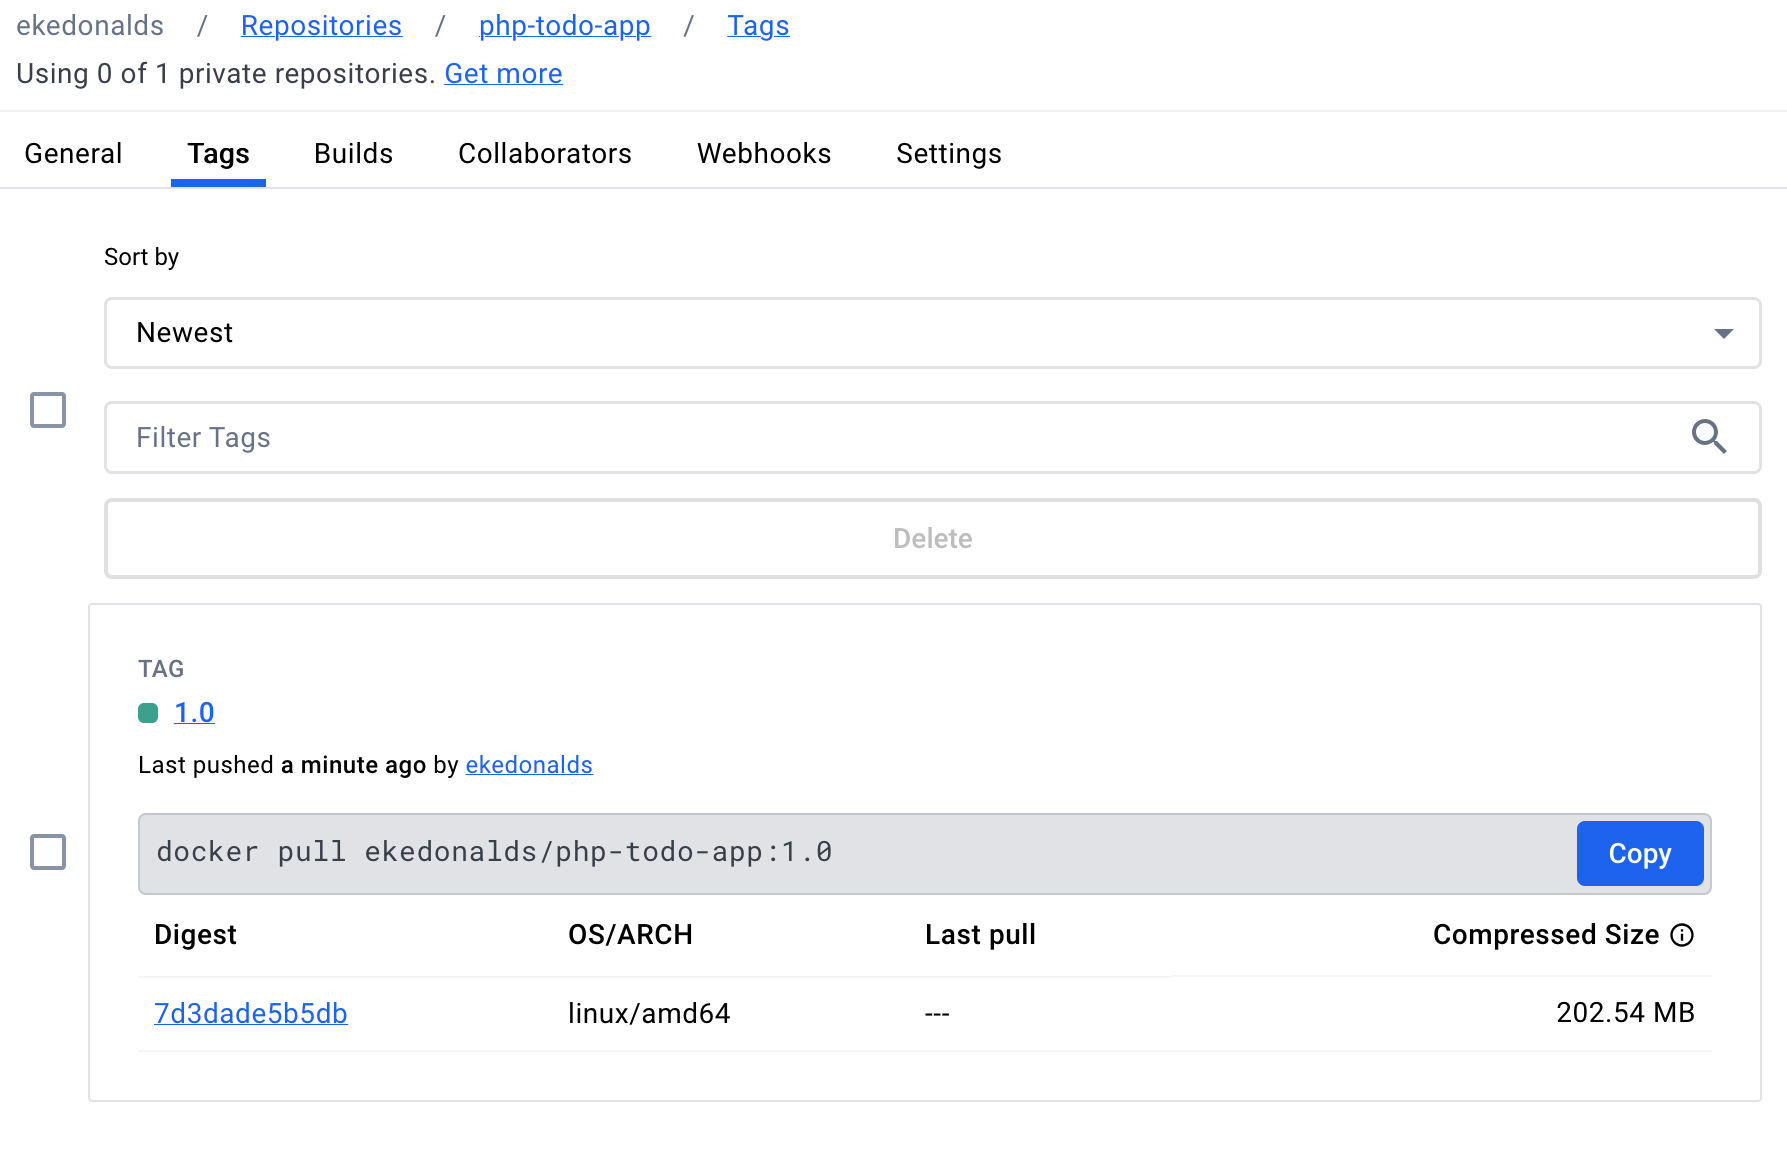 ekedonalds / Repositories / php-todo-app / Tags
Using 0 of 1 private repositories. Get more
General Tags Builds Collaborators Webhooks Settings
Sort by
Newest
Filter Tags
Delete
TAG
1.0
Last pushed a minute ago by ekedonalds
docker pull ekedonalds/php-todo-app:1.0 Copy
Digest OS/ARCH Last pull Compressed Size
7d3dade5b5db linux/amd64 --- 202.54 MB